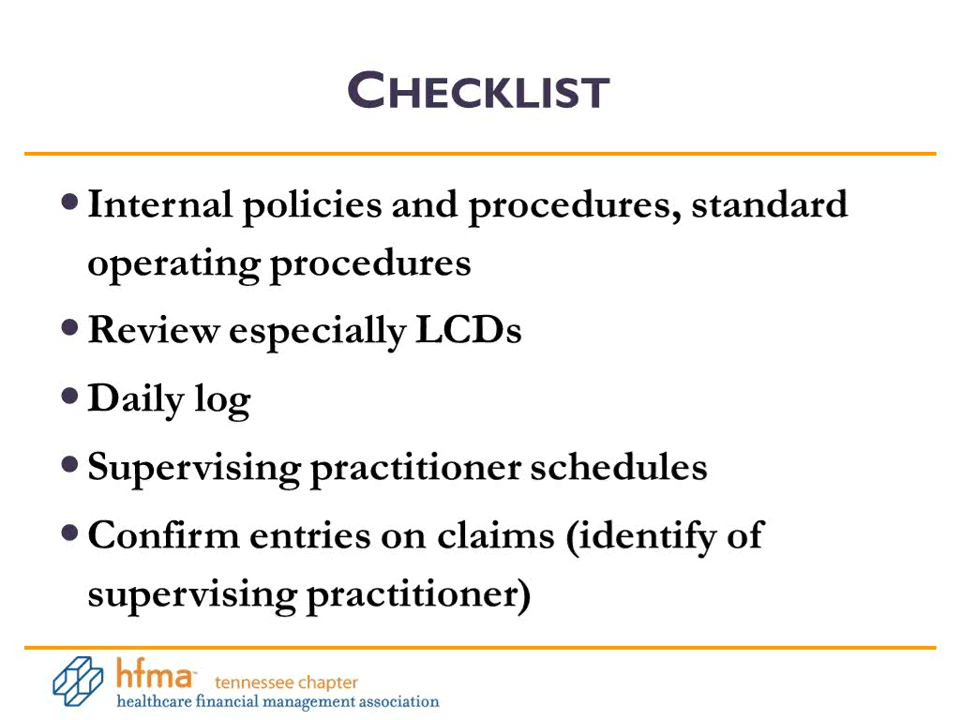 CHECKLIST
Internal policies and procedures, standard
operating procedures
Review especially LCDs
Daily log
Supervising practitioner schedules
Confirm entries on claims (identify of
supervising practitioner)
hfma™ tennessee chapter
healthcare financial management association